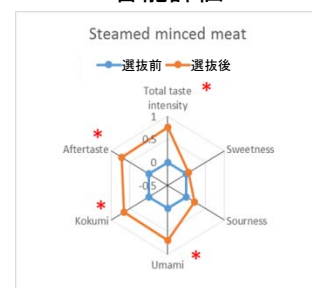 Steamed minced meat
選抜前 選抜後
Total taste
intensity *
1
0.5
0
-0.5
Sweetness
Sourness
Umami *
Kokumi *
Aftertaste *